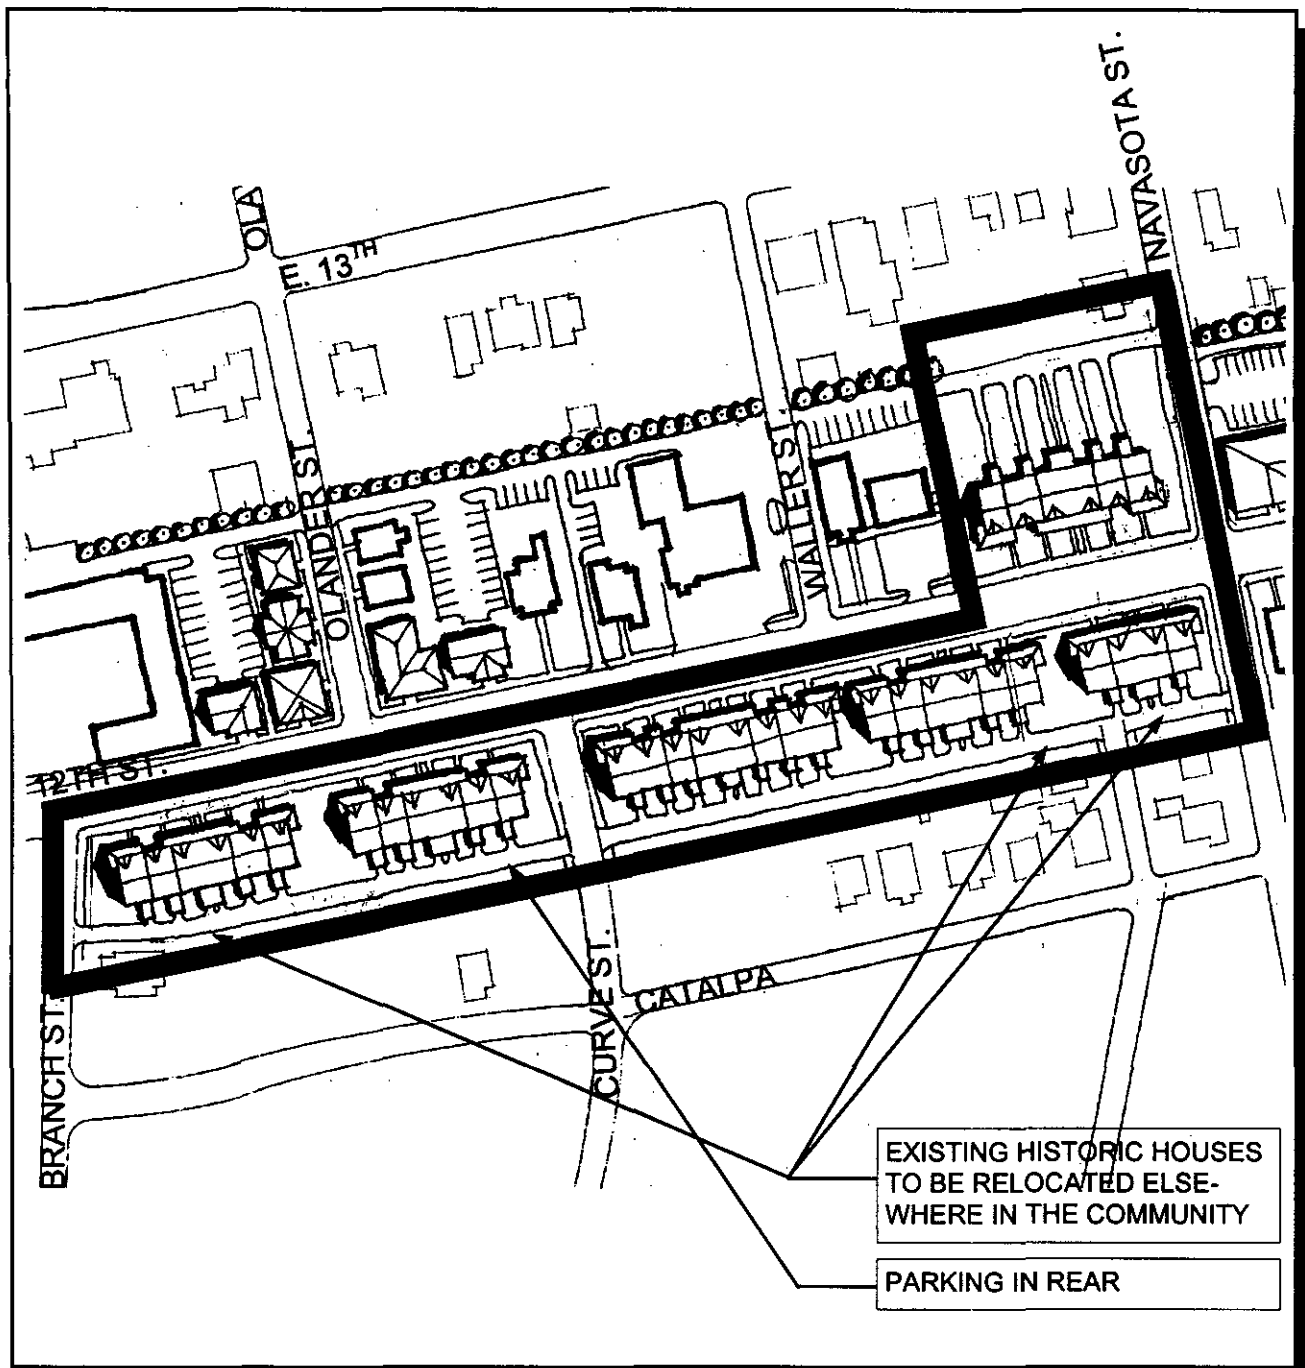 NAVASOTA ST.
OLA
E. 13TH
OLANDER ST.
WALLER ST.
12TH ST.
BRANCH ST.
CURVE ST.
CATALPA
EXISTING HISTORIC HOUSES
TO BE RELOCATED ELSE-
WHERE IN THE COMMUNITY
PARKING IN REAR